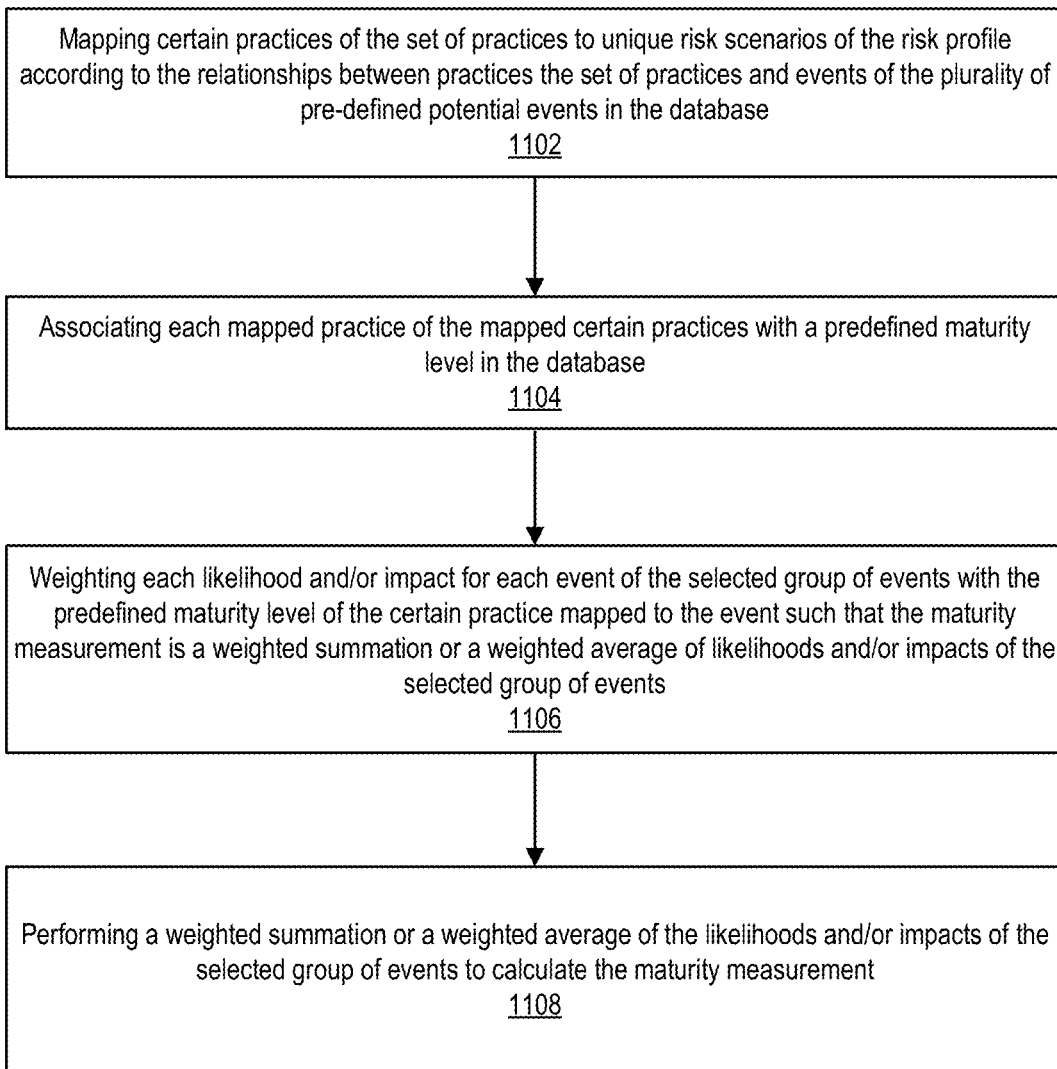 Mapping certain practices of the set of practices to unique risk scenarios of the risk profile
according to the relationships between practices the set of practices and events of the plurality of
pre-defined potential events in the database
1102
Associating each mapped practice of the mapped certain practices with a predefined maturity
level in the database
1104
Weighting each likelihood and/or impact for each event of the selected group of events with the
predefined maturity level of the certain practice mapped to the event such that the maturity
measurement is a weighted summation or a weighted average of likelihoods and/or impacts of the
selected group of events
1106
Performing a weighted summation or a weighted average of the likelihoods and/or impacts of the
selected group of events to calculate the maturity measurement
1108